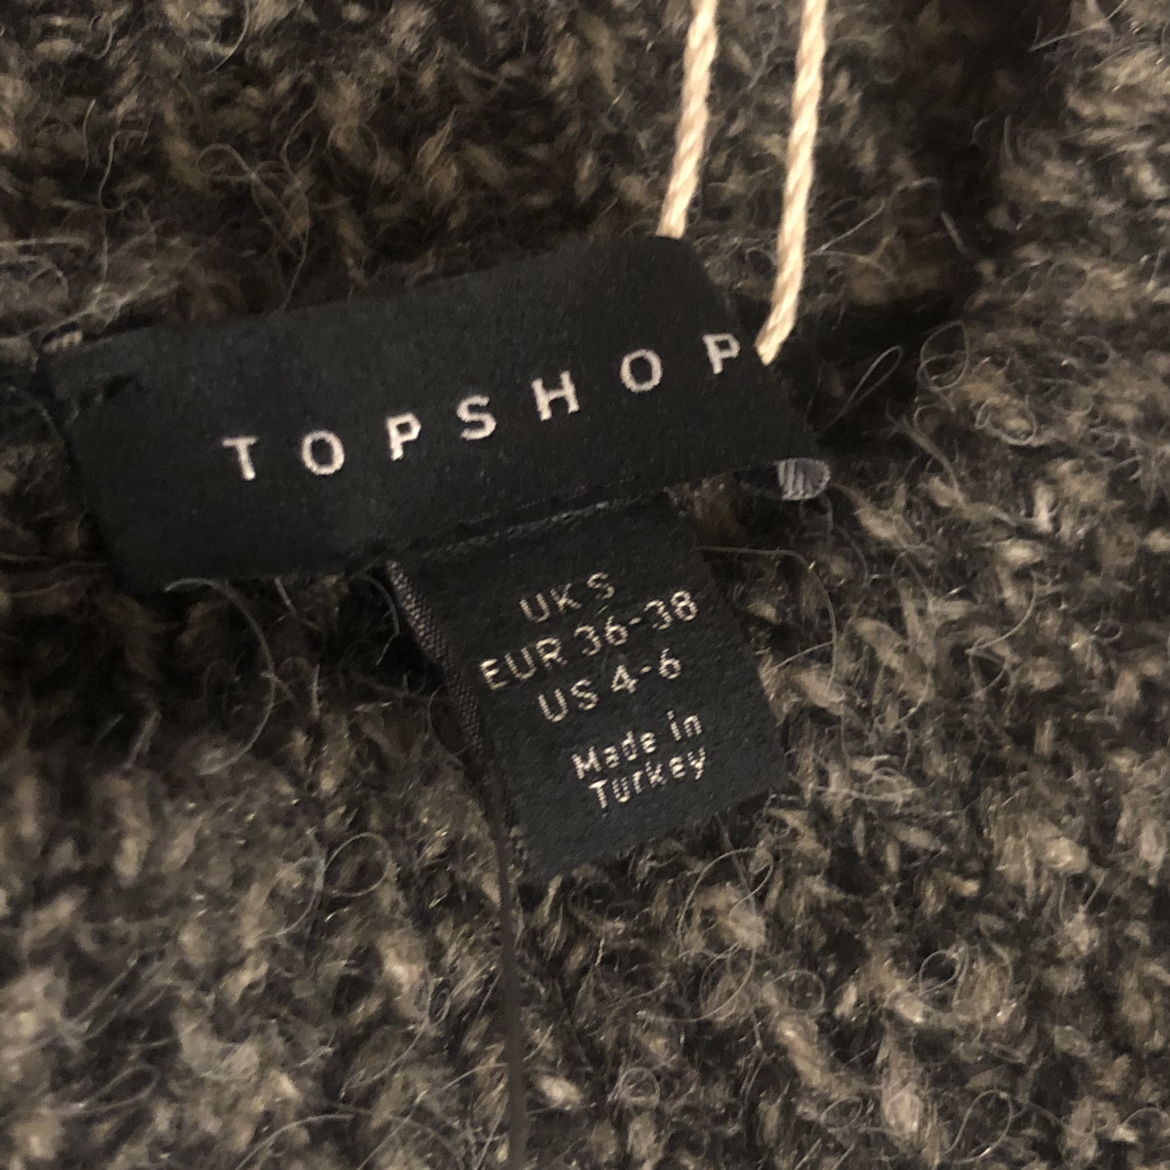 TOPSHOP
UK S
EUR 36-38
US 4-6
Made in
Turkey